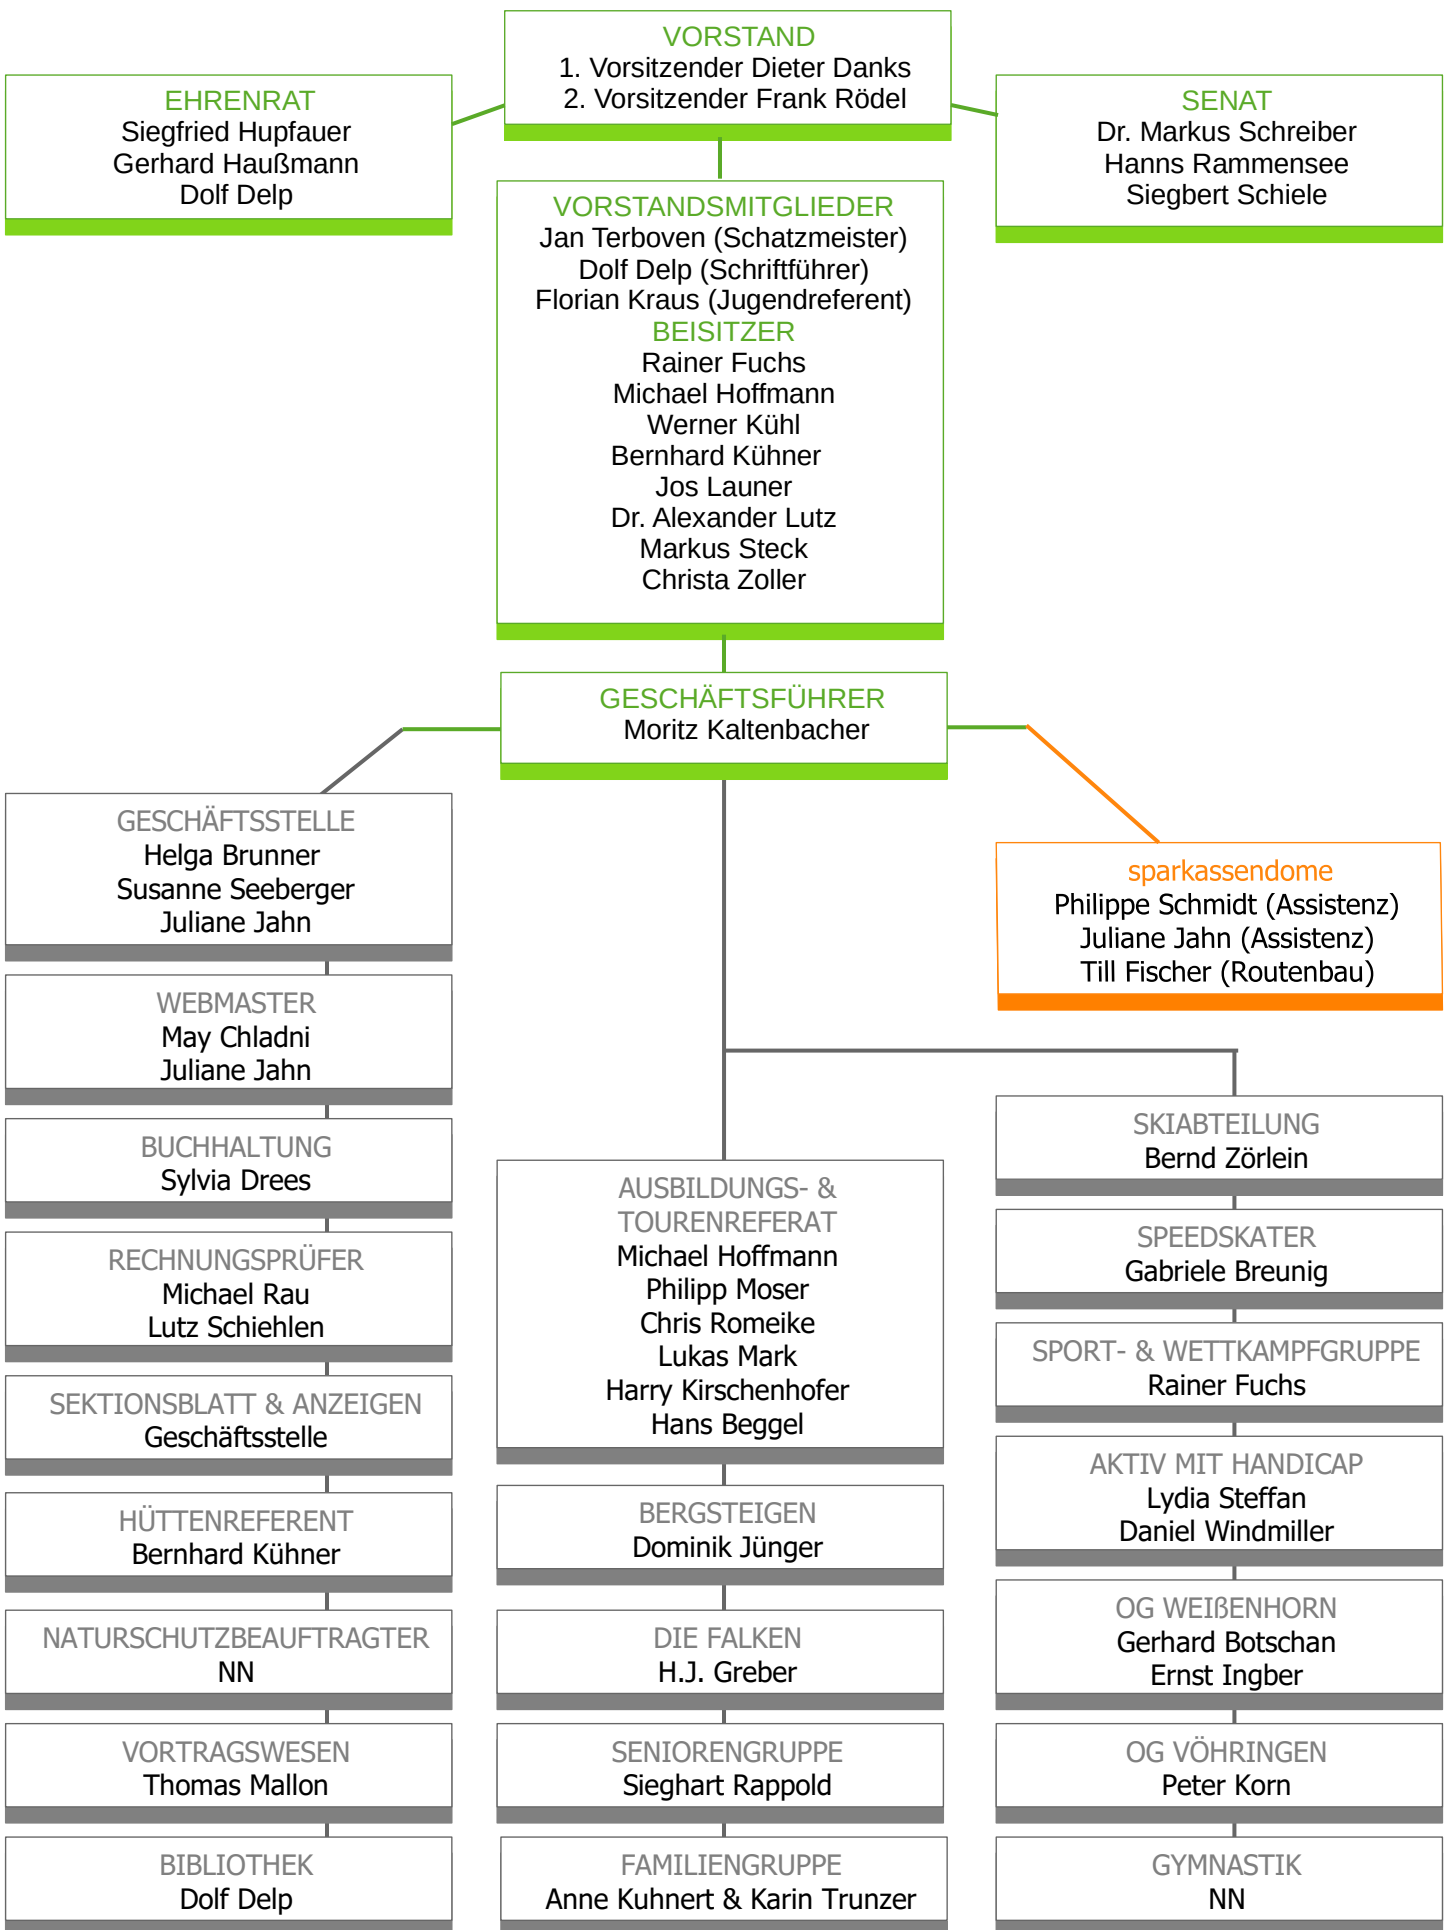 VORSTAND
1. Vorsitzender Dieter Danks
2. Vorsitzender Frank Rödel
EHRENRAT
Siegfried Hupfauer
Gerhard Haußmann
Dolf Delp
SENAT
Dr. Markus Schreiber
Hanns Rammensee
Siegbert Schiele
VORSTANDSMITGLIEDER
Jan Terboven (Schatzmeister)
Dolf Delp (Schriftführer)
Florian Kraus (Jugendreferent)
BEISITZER
Rainer Fuchs
Michael Hoffmann
Werner Kühl
Bernhard Kühner
Jos Launer
Dr. Alexander Lutz
Markus Steck
Christa Zoller
GESCHÄFTSFÜHRER
Moritz Kaltenbacher
GESCHÄFTSSTELLE
Helga Brunner
Susanne Seeberger
Juliane Jahn
WEBMASTER
May Chladni
Juliane Jahn
BUCHHALTUNG
Sylvia Drees
RECHNUNGSPRÜFER
Michael Rau
Lutz Schiehlen
SEKTIONSBLATT & ANZEIGEN
Geschäftsstelle
HÜTTENREFERENT
Bernhard Kühner
NATURSCHUTZBEAUFTRAGTER
NN
VORTRAGSWESEN
Thomas Mallon
BIBLIOTHEK
Dolf Delp
AUSBILDUNGS- &
TOURENREFERAT
Michael Hoffmann
Philipp Moser
Chris Romeike
Lukas Mark
Harry Kirschenhofer
Hans Beggel
BERGSTEIGEN
Dominik Jünger
DIE FALKEN
H.J. Greber
SENIORENGRUPPE
Sieghart Rappold
FAMILIENGRUPPE
Anne Kuhnert & Karin Trunzer
sparkassendome
Philippe Schmidt (Assistenz)
Juliane Jahn (Assistenz)
Till Fischer (Routenbau)
SKIABTEILUNG
Bernd Zörlein
SPEEDSKATER
Gabriele Breunig
SPORT- & WETTKAMPFGRUPPE
Rainer Fuchs
AKTIV MIT HANDICAP
Lydia Steffan
Daniel Windmiller
OG WEIßENHORN
Gerhard Botschan
Ernst Ingber
OG VÖHRINGEN
Peter Korn
GYMNASTIK
NN